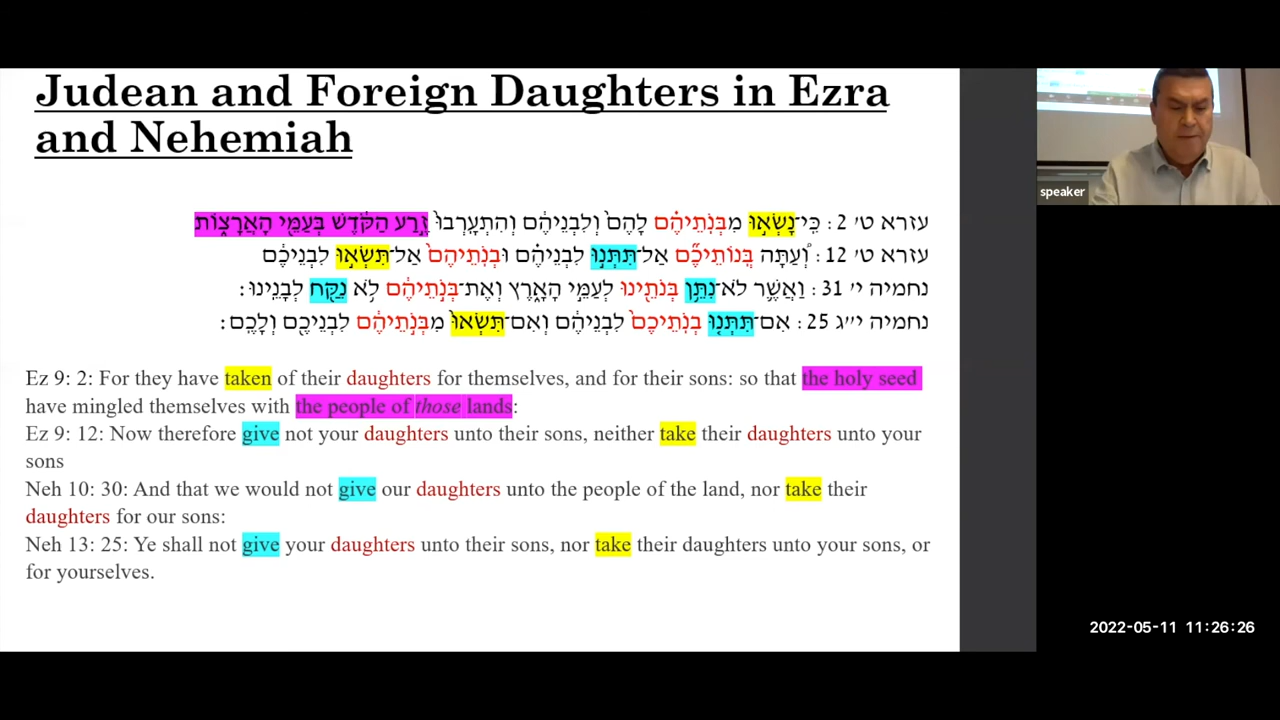 Judean and Foreign Daughters in Ezra
and Nehemiah
עזרא ט׳ 2 : כִּי־נָשְׂא֣וּ מִבְּנֹֽתֵיהֶ֗ם לָהֶם֙ וְלִבְנֵיהֶ֔ם וְהִתְעָֽרְבוּ֙ זֶ֣רַע הַקֹּ֔דֶשׁ בְּעַמֵּ֖י הָאֲרָצ֑וֹת
עזרא ט׳ 12 : וְ֠עַתָּה בְּֽנוֹתֵיכֶ֞ם אַל־תִּתְּנ֣וּ לִבְנֵיהֶ֗ם וּבְנֹֽתֵיהֶם֙ אַל־תִּשְׂא֣וּ לִבְנֵיכֶ֔ם
נחמיה י׳ 31 : וַאֲשֶׁ֛ר לֹא־נִתֵּ֥ן בְּנֹתֵ֖ינוּ לְעַמֵּ֣י הָאָ֑רֶץ וְאֶת־בְּנֹ֣תֵיהֶ֔ם לֹ֥א נִקַּ֖ח לְבָנֵֽינוּ :
נחמיה י״ג 25 : אִם־תִּתְּנ֤וּ בְנֹֽתֵיכֶם֙ לִבְנֵיהֶ֔ם וְאִם־תִּשְׂאוּ֙ מִבְּנֹ֣תֵיהֶ֔ם לִבְנֵיכֶ֖ם וְלָכֶֽם :
Ez 9: 2: For they have taken of their daughters for themselves, and for their sons: so that the holy seed
have mingled themselves with the people of those lands:
Ez 9: 12: Now therefore give not your daughters unto their sons, neither take their daughters unto your
sons
Neh 10: 30: And that we would not give our daughters unto the people of the land, nor take their
daughters for our sons:
Neh 13: 25: Ye shall not give your daughters unto their sons, nor take their daughters unto your sons, or
for yourselves.
speaker
2022-05-11 11:26:26